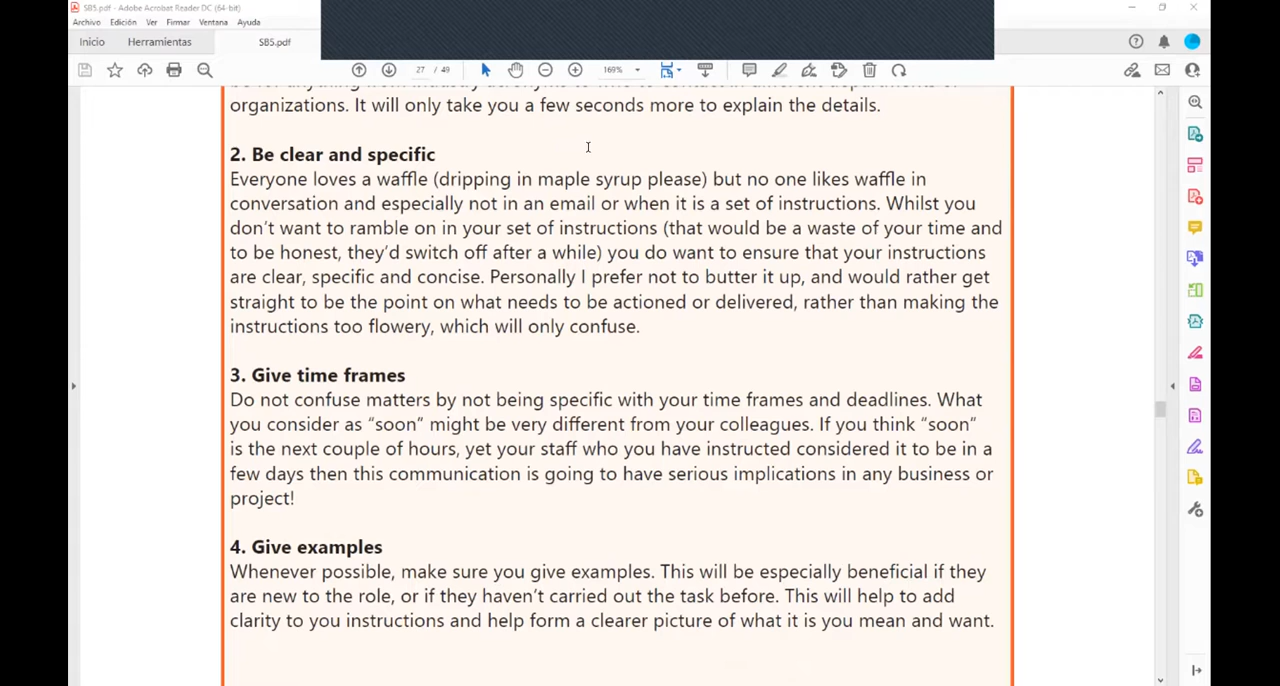 SB5.pdf - Adobe Acrobat Reader DC (64-bit)
Archivo Edición Ver Firmar Ventana Ayuda
Inicio Herramientas SB5.pdf
27 / 49 169%
organizations. It will only take you a few seconds more to explain the details.
2. Be clear and specific
Everyone loves a waffle (dripping in maple syrup please) but no one likes waffle in
conversation and especially not in an email or when it is a set of instructions. Whilst you
don't want to ramble on in your set of instructions (that would be a waste of your time and
to be honest, they'd switch off after a while) you do want to ensure that your instructions
are clear, specific and concise. Personally I prefer not to butter it up, and would rather get
straight to be the point on what needs to be actioned or delivered, rather than making the
instructions too flowery, which will only confuse.
3. Give time frames
Do not confuse matters by not being specific with your time frames and deadlines. What
you consider as “soon” might be very different from your colleagues. If you think “soon”
is the next couple of hours, yet your staff who you have instructed considered it to be in a
few days then this communication is going to have serious implications in any business or
project!
4. Give examples
Whenever possible, make sure you give examples. This will be especially beneficial if they
are new to the role, or if they haven't carried out the task before. This will help to add
clarity to you instructions and help form a clearer picture of what it is you mean and want.